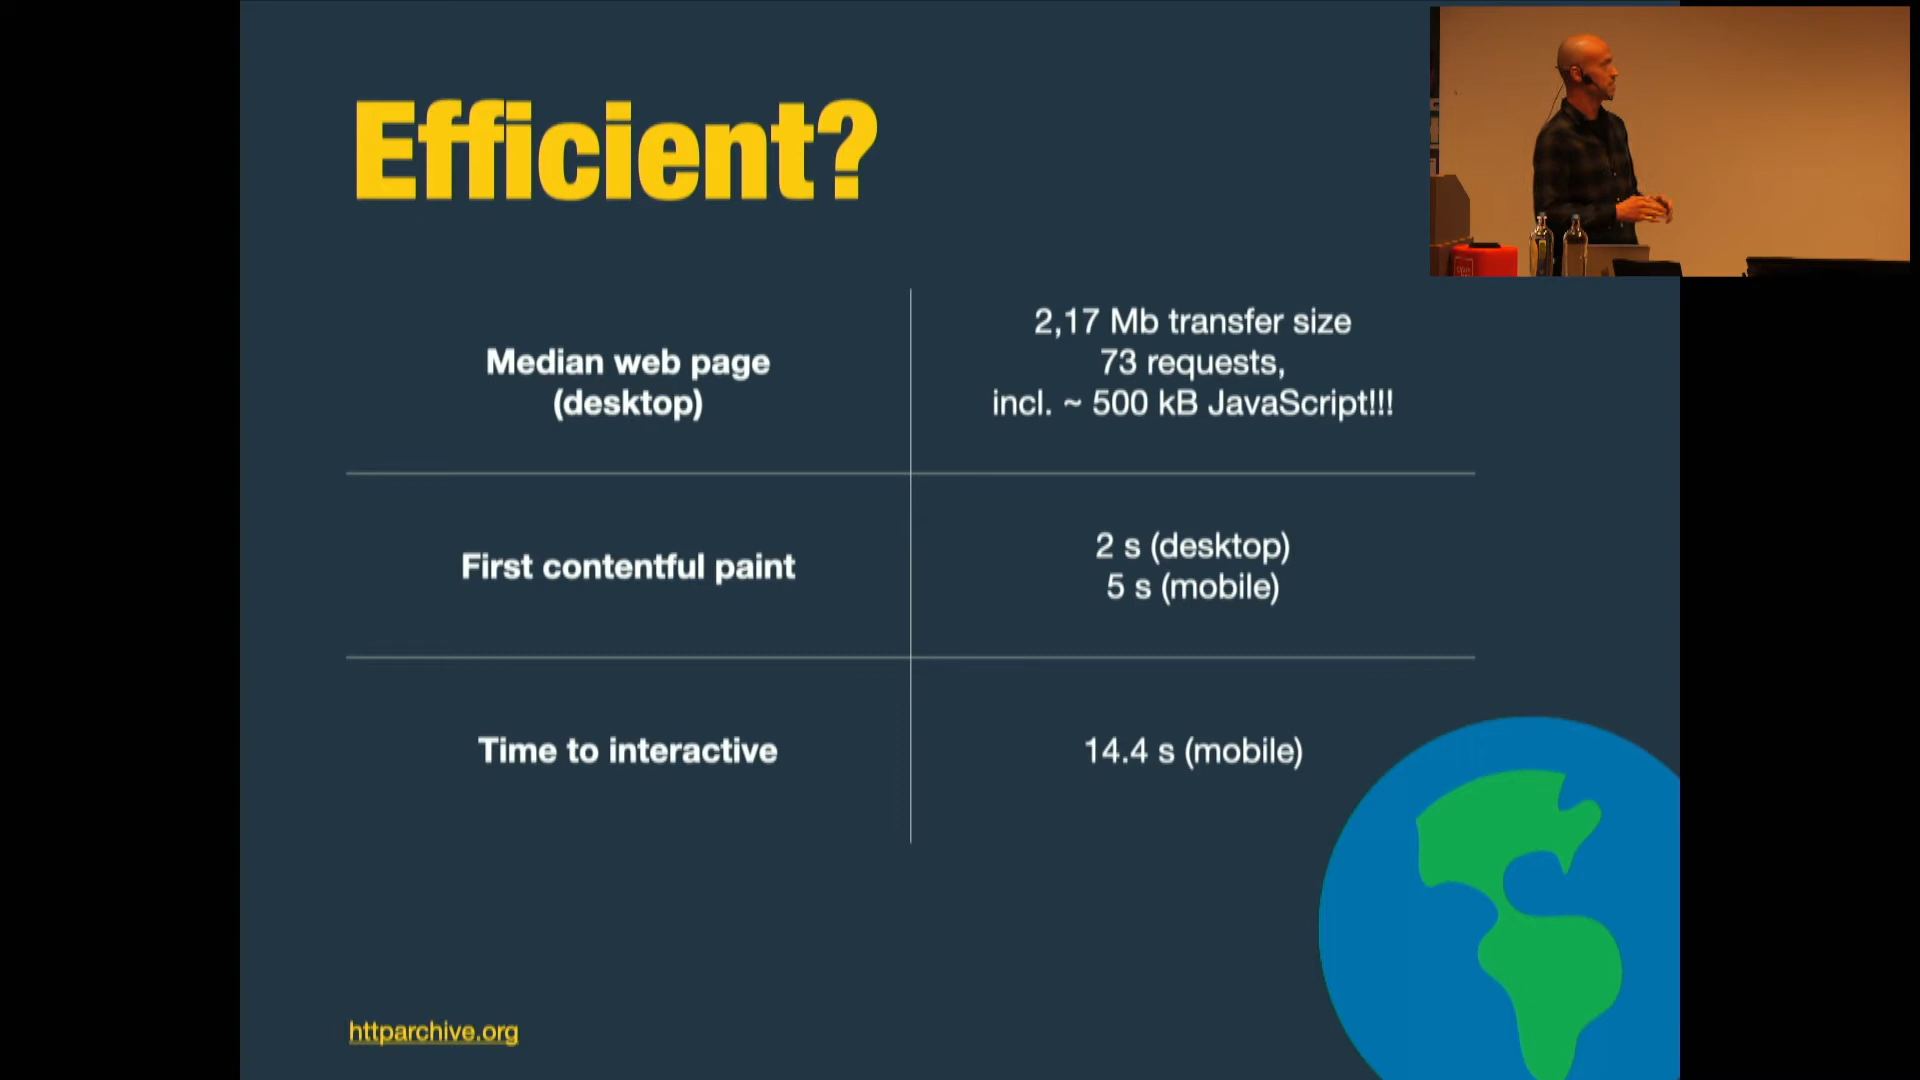 Efficient?
Median web page
(desktop)
2,17 Mb transfer size
73 requests,
incl. ~ 500 kB JavaScript!!!
First contentful paint
2 s (desktop)
5 s (mobile)
Time to interactive
14.4 s (mobile)
httparchive.org